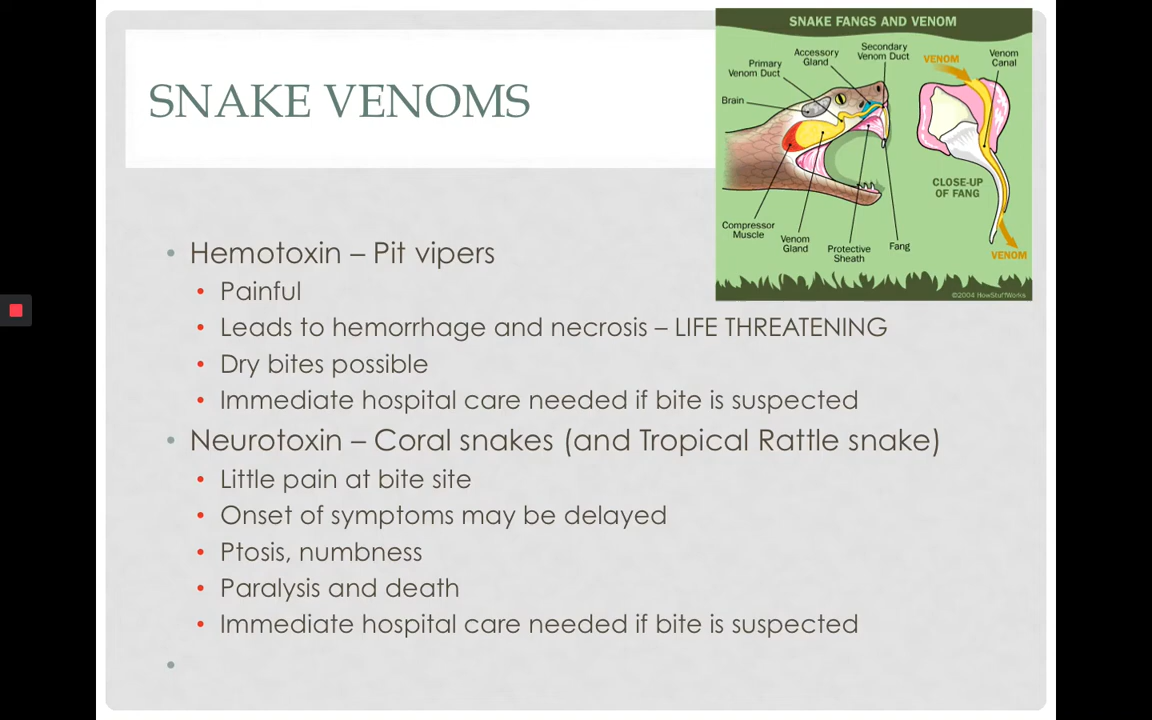 SNAKE VENOMS
SNAKE FANGS AND VENOM
Secondary
Venom Duct
Accessory
Gland
Primary
Venom Duct
Brain
VENOM
Venom
Canal
CLOSE-UP
OF FANG
Compressor
Muscle
Venom
Gland
Protective
Sheath
Fang
VENOM
©2004 HowStuffWorks
• Hemotoxin – Pit vipers
• Painful
• Leads to hemorrhage and necrosis – LIFE THREATENING
• Dry bites possible
• Immediate hospital care needed if bite is suspected
• Neurotoxin – Coral snakes (and Tropical Rattle snake)
• Little pain at bite site
• Onset of symptoms may be delayed
• Ptosis, numbness
• Paralysis and death
• Immediate hospital care needed if bite is suspected
•